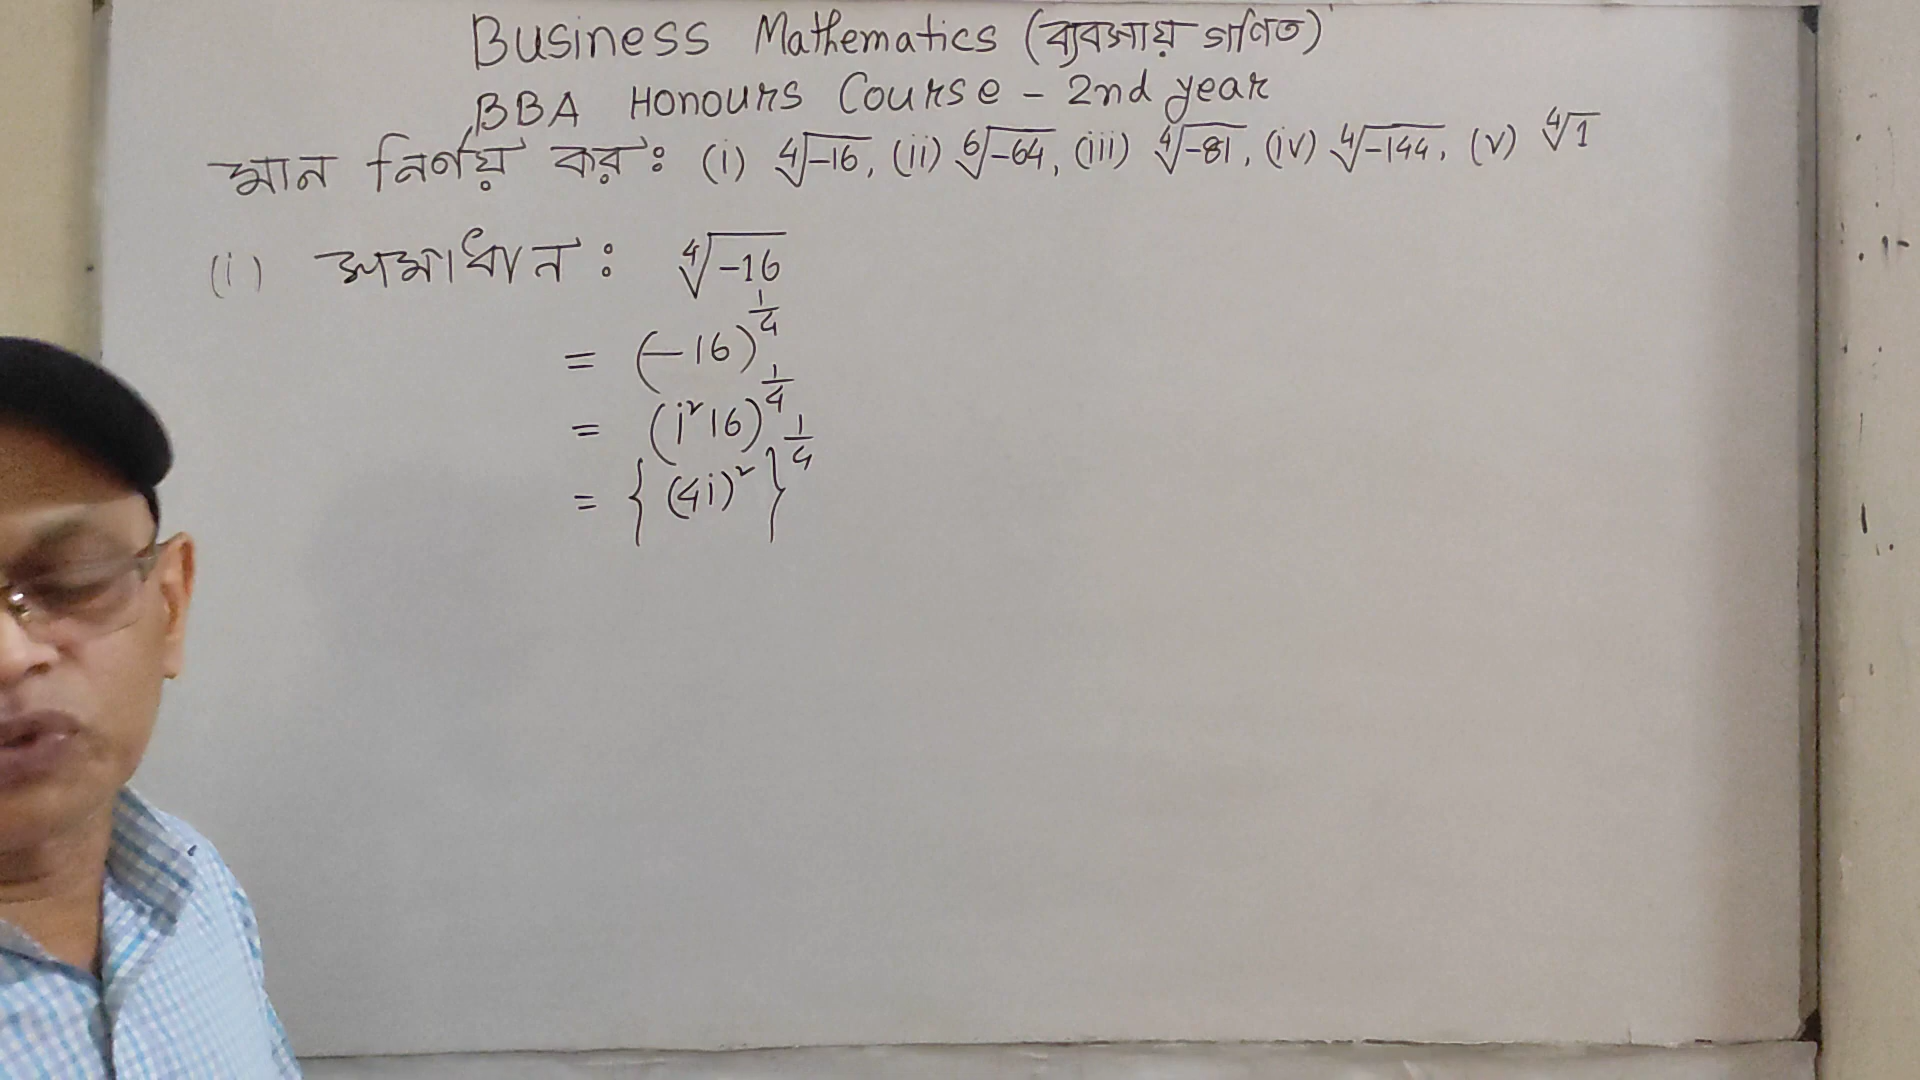 Business Mathematics (ব্যবসায় গণিত)
BBA Honours Course - 2nd year
মান নির্ণয় কর: (i) ∜-16, (ii) ⁶√-64, (iii) ∜-81, (iv) ∜-144, (v) ∜1
(i) সমাধান: ∜-16
= (-16)^(1/4)
= (i²16)^(1/4)
= {(4i)²}^(1/4)